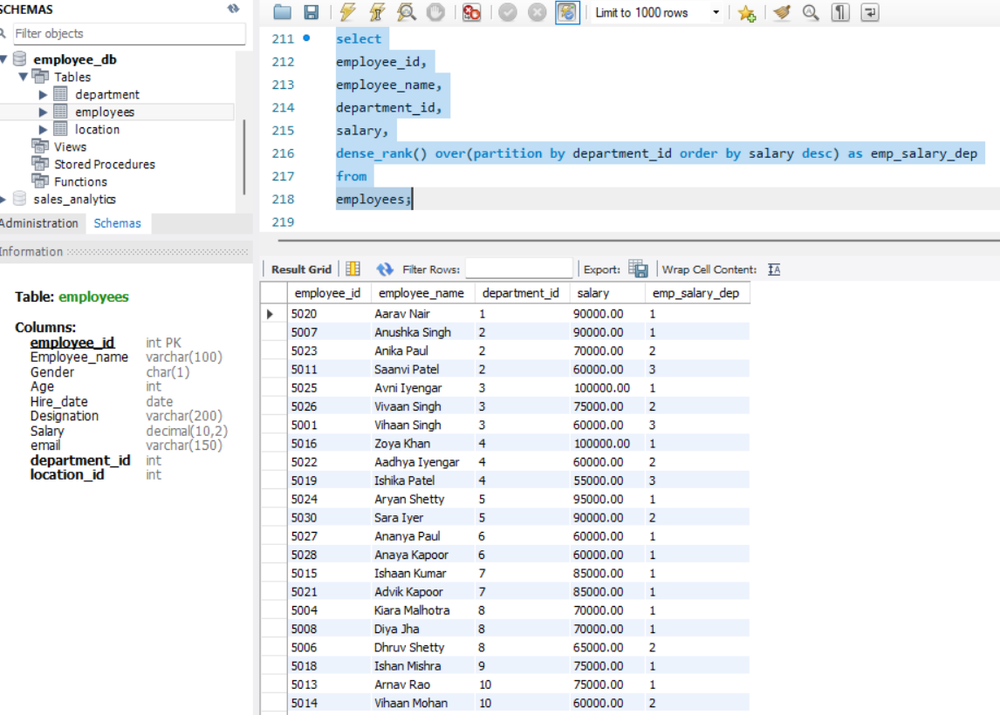 SCHEMAS
Filter objects
employee_db
Tables
department
employees
location
Views
Stored Procedures
Functions
sales_analytics
Administration Schemas
Information
Table: employees
Columns:
employee_id int PK
Employee_name varchar(100)
Gender char(1)
Age int
Hire_date date
Designation varchar(200)
Salary decimal(10,2)
email varchar(150)
department_id int
location_id int
Limit to 1000 rows
211 select
212 employee_id,
213 employee_name,
214 department_id,
215 salary,
216 dense_rank() over(partition by department_id order by salary desc) as emp_salary_dep
217 from
218 employees;
219
Result Grid Filter Rows: Export: Wrap Cell Content:
employee_id employee_name department_id salary emp_salary_dep
5020 Aarav Nair 1 90000.00 1
5007 Anushka Singh 2 90000.00 1
5023 Anika Paul 2 70000.00 2
5011 Saanvi Patel 2 60000.00 3
5025 Avni Iyengar 3 100000.00 1
5026 Vivaan Singh 3 75000.00 2
5001 Vihaan Singh 3 60000.00 3
5016 Zoya Khan 4 100000.00 1
5022 Aadhya Iyengar 4 60000.00 2
5019 Ishika Patel 4 55000.00 3
5024 Aryan Shetty 5 95000.00 1
5030 Sara Iyer 5 90000.00 2
5027 Ananya Paul 6 60000.00 1
5028 Anaya Kapoor 6 60000.00 1
5015 Ishaan Kumar 7 85000.00 1
5021 Advik Kapoor 7 85000.00 1
5004 Kiara Malhotra 8 70000.00 1
5008 Diya Jha 8 70000.00 1
5006 Dhruv Shetty 8 65000.00 2
5018 Ishan Mishra 9 75000.00 1
5013 Arnav Rao 10 75000.00 1
5014 Vihaan Mohan 10 60000.00 2